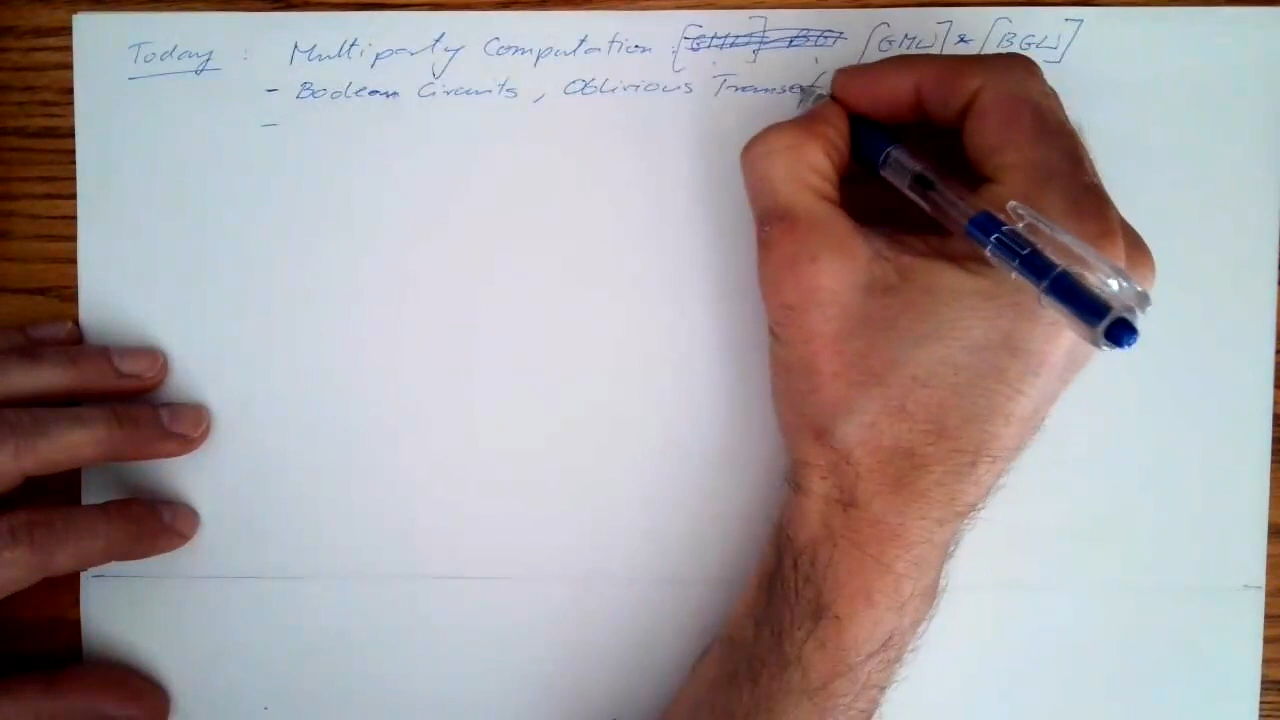 Today : Multiparty Computation [GMW] & [BGW]
- Boolean Circuits , Oblivious Transf
-